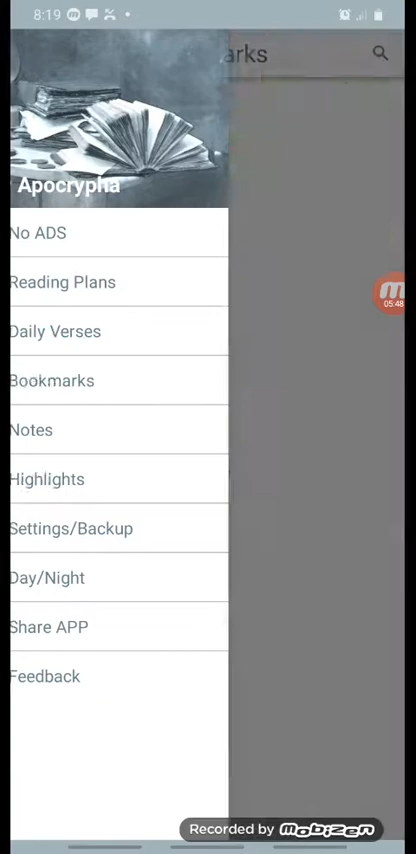 8:19
arks
Apocrypha
No ADS
Reading Plans
05:48
Daily Verses
Bookmarks
Notes
Highlights
Settings/Backup
Day/Night
Share APP
Feedback
Recorded by mobizen